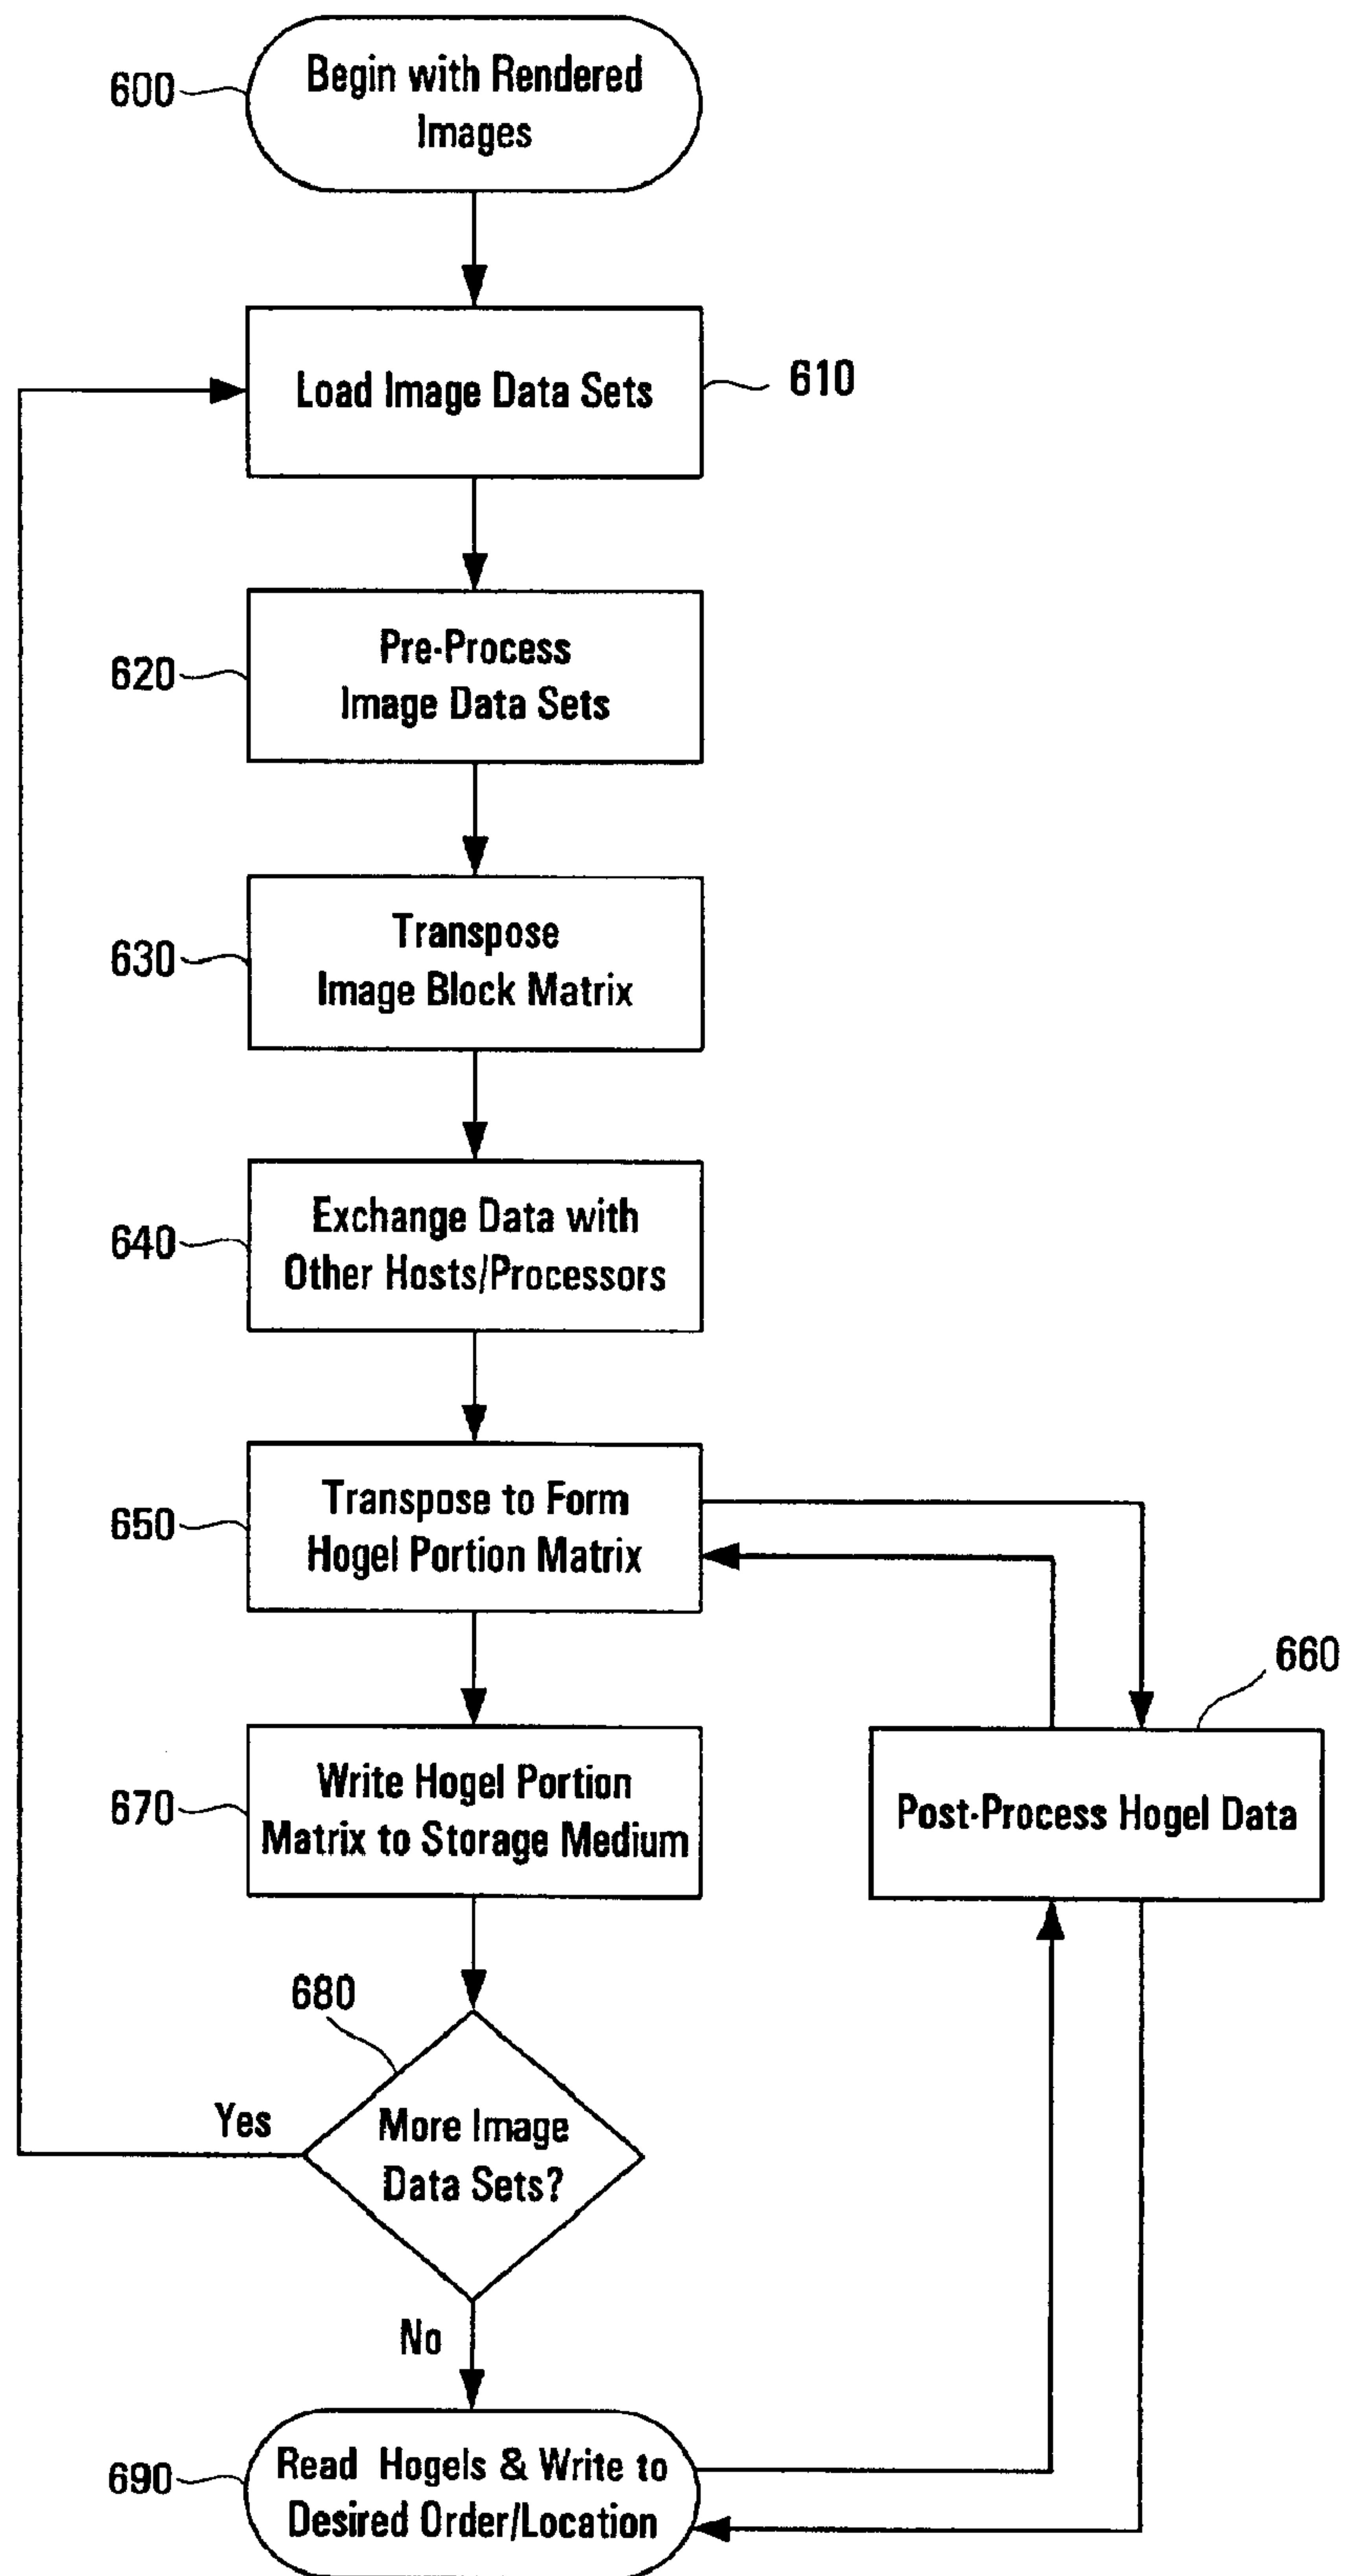 600
Begin with Rendered
Images
Load Image Data Sets
610
620
Pre-Process
Image Data Sets
630
Transpose
Image Block Matrix
640
Exchange Data with
Other Hosts/Processors
650
Transpose to Form
Hogel Portion Matrix
660
Post-Process Hogel Data
670
Write Hogel Portion
Matrix to Storage Medium
680
Yes
More Image
Data Sets?
No
690
Read Hogels & Write to
Desired Order/Location